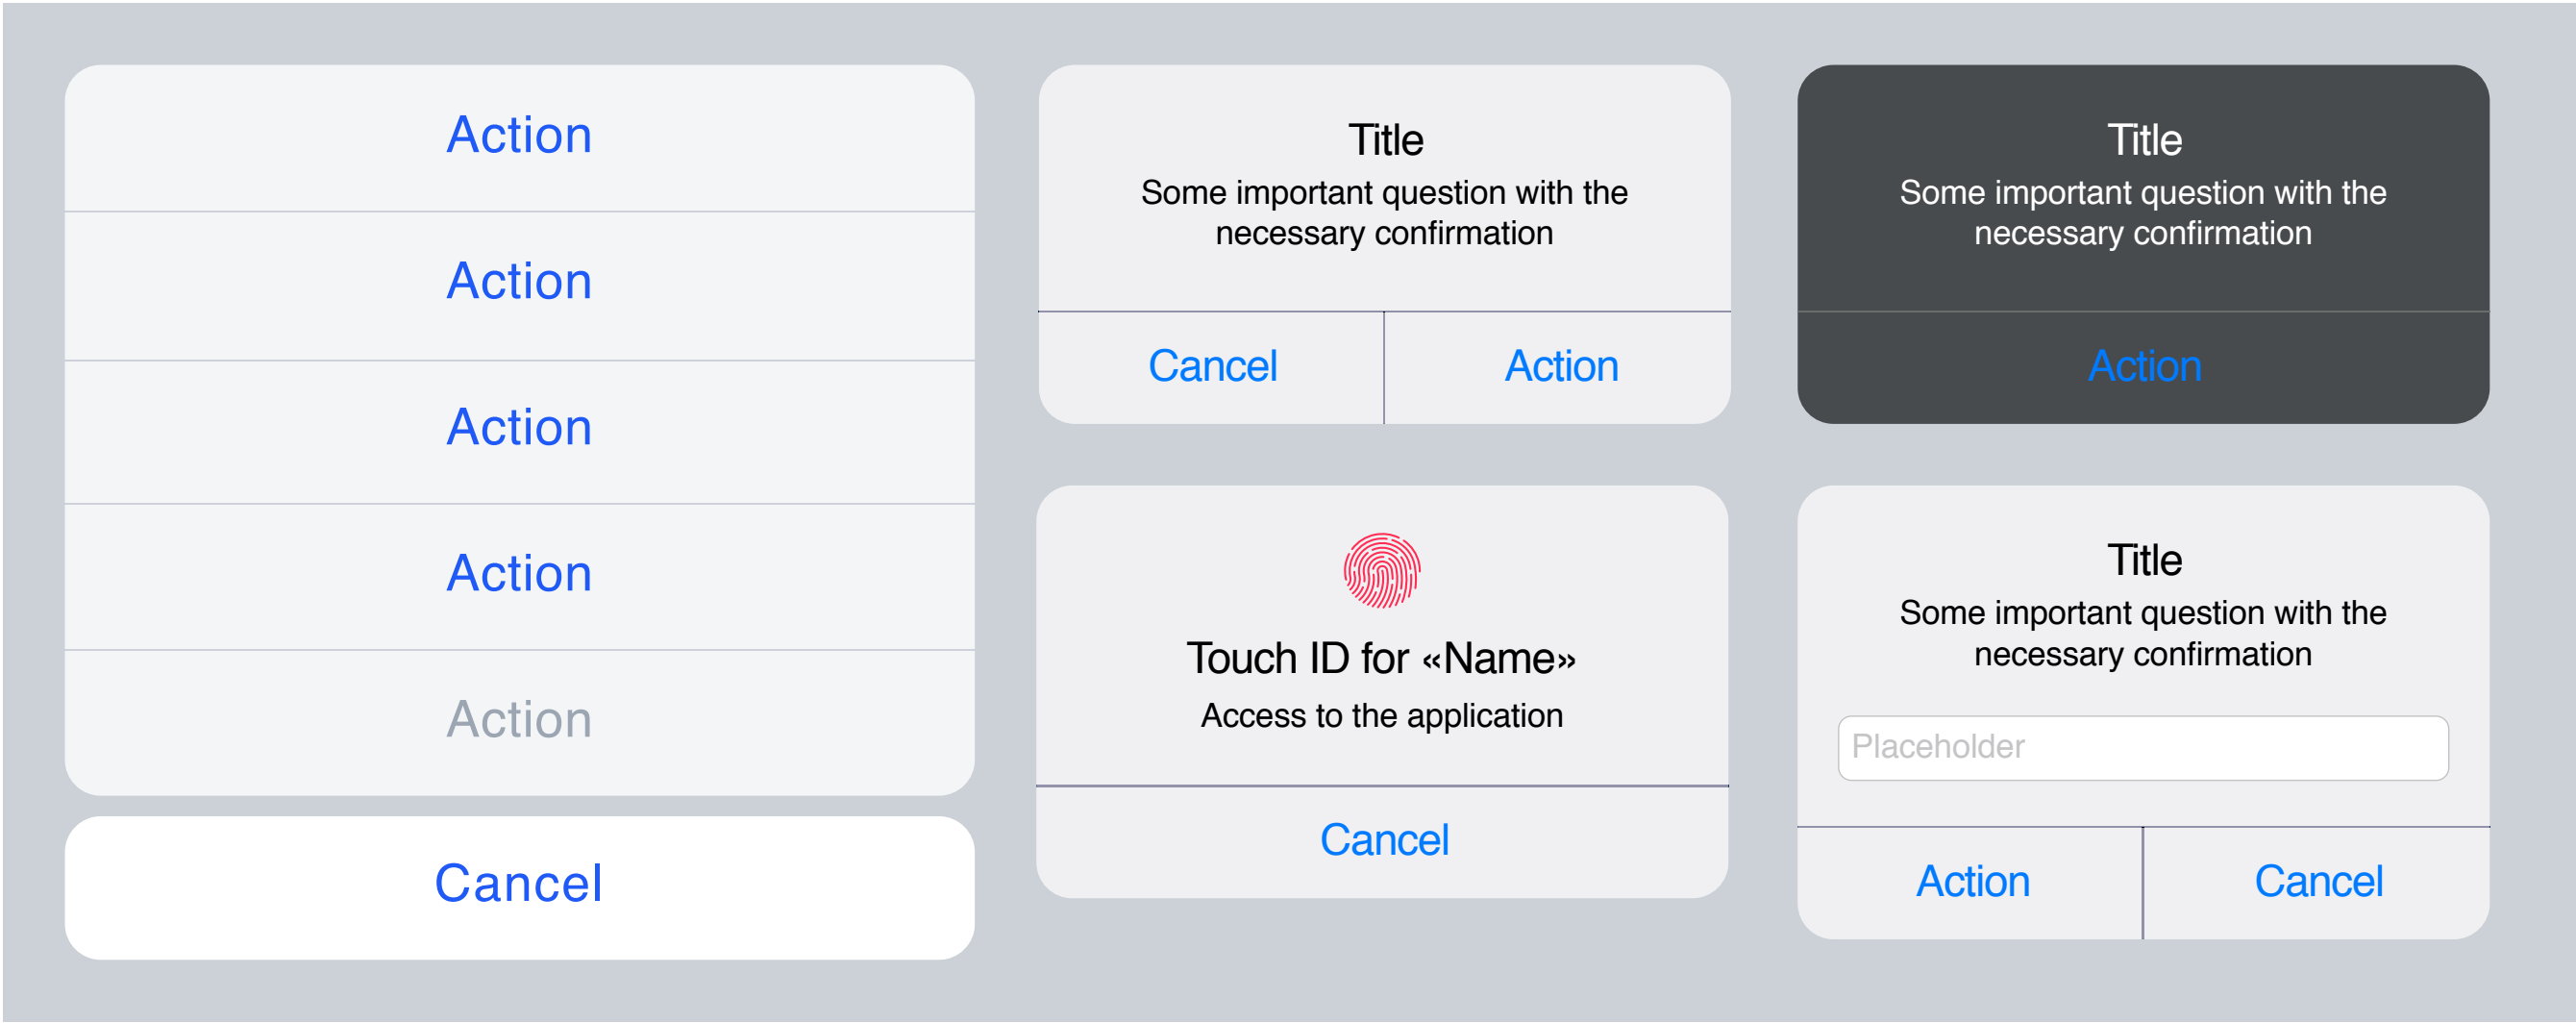 Action
Action
Action
Action
Action
Cancel
Title
Some important question with the
necessary confirmation
Cancel
Action
Touch ID for «Name»
Access to the application
Cancel
Title
Some important question with the
necessary confirmation
Action
Title
Some important question with the
necessary confirmation
Placeholder
Action
Cancel